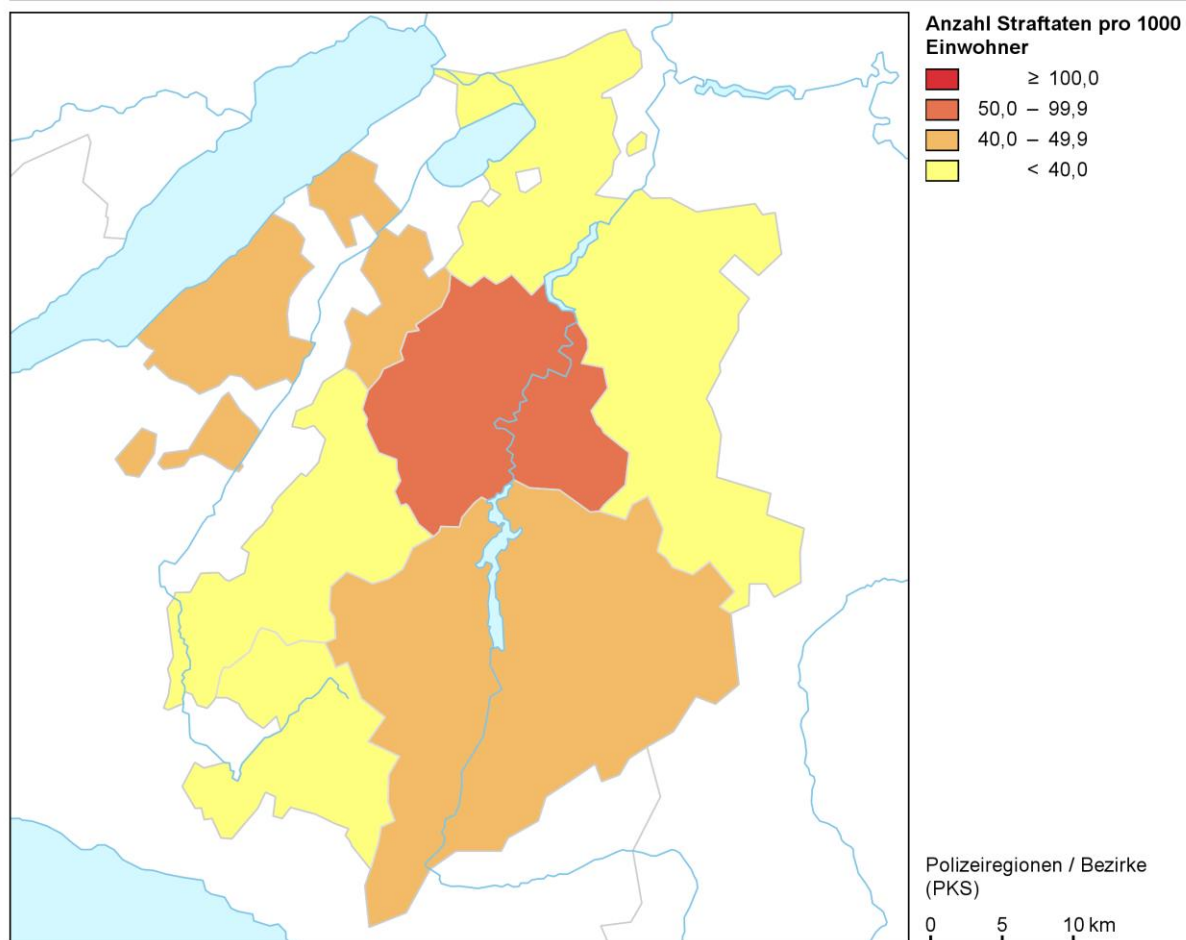 Anzahl Straftaten pro 1000
Einwohner
≥ 100,0
50,0 – 99,9
40,0 – 49,9
< 40,0
Polizeiregionen / Bezirke
(PKS)
0 5 10 km